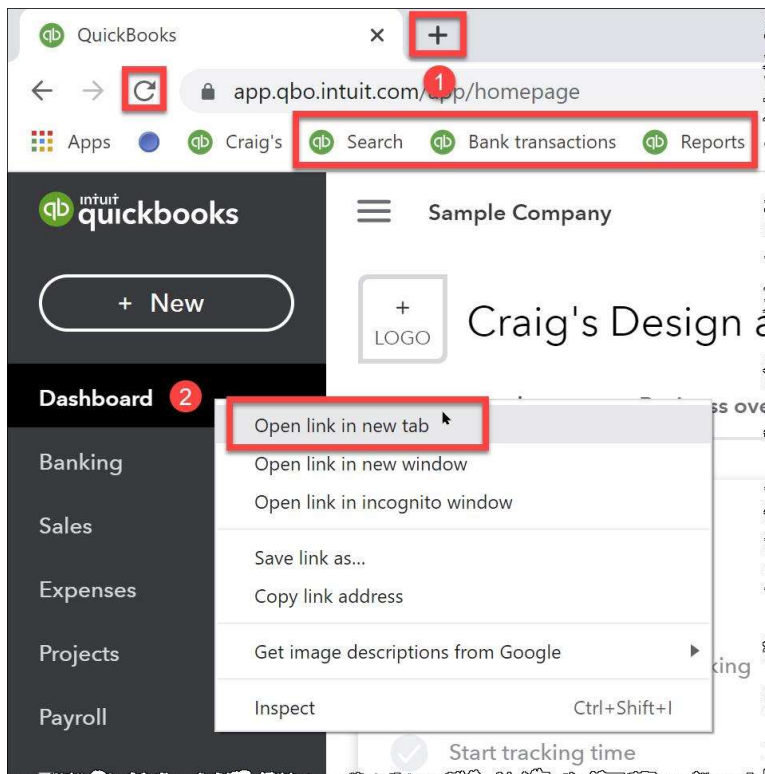 QuickBooks
app.qbo.intuit.com/ /homepage
1
Apps Craig's Search Bank transactions Reports
intuit quickbooks
Sample Company
+ New
+ LOGO
Craig's Design
Dashboard 2
Open link in new tab
Open link in new window
Banking
Open link in incognito window
Sales
Save link as...
Expenses
Copy link address
Projects
Get image descriptions from Google
Inspect Ctrl+Shift+I
Payroll
Start tracking time